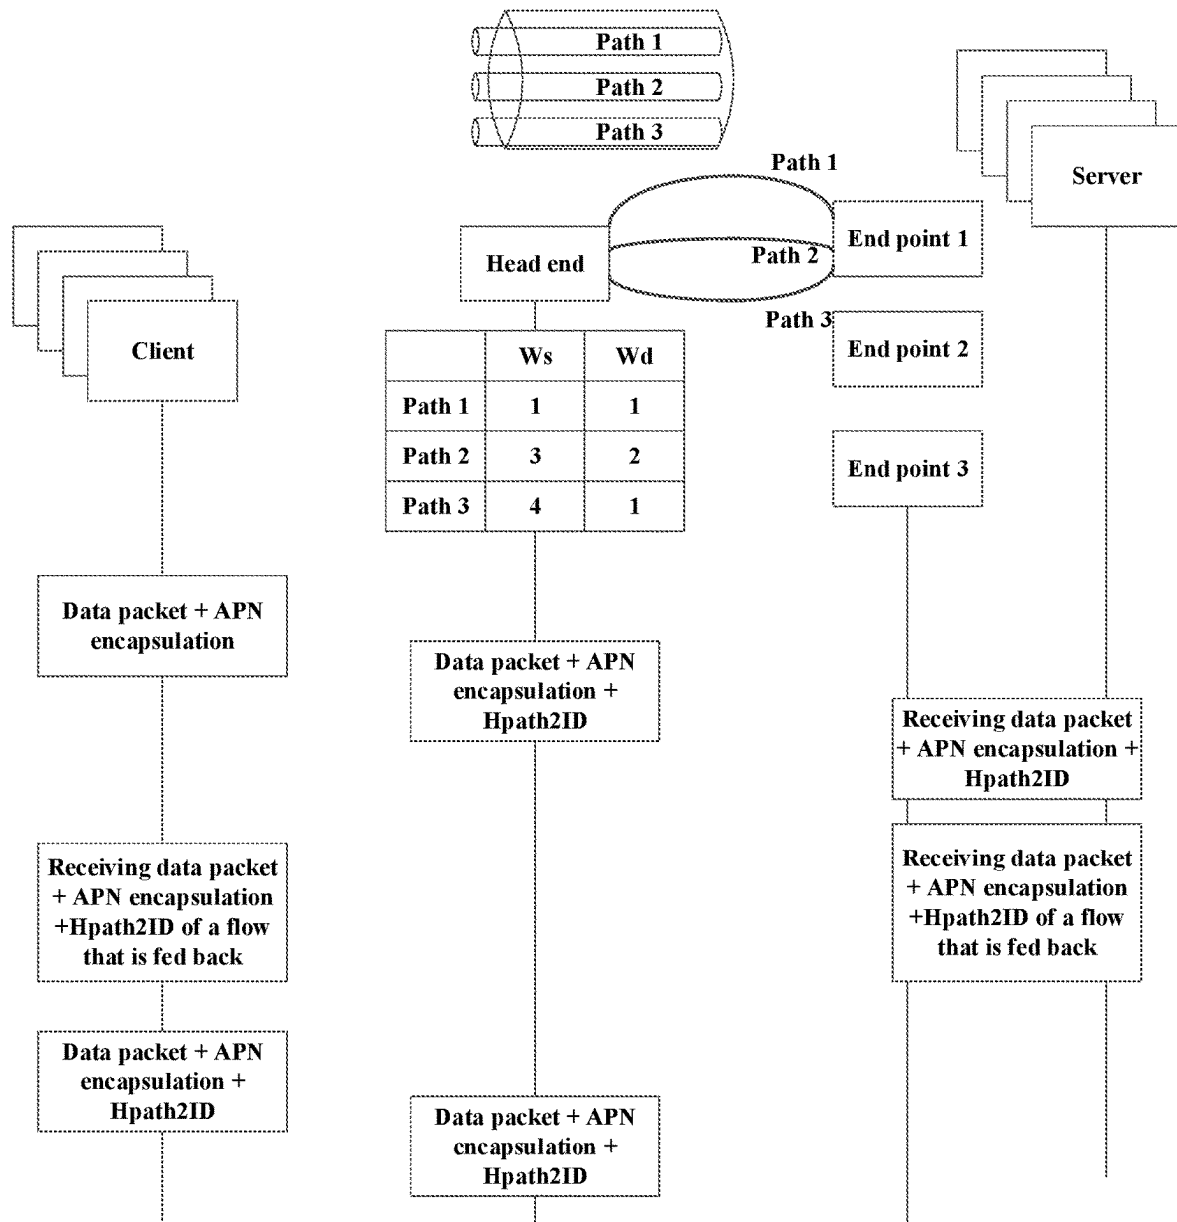 Path 1
Path 2
Path 3
Server
Path 1
End point 1
Head end
Path 2
Path 3
End point 2
Client
Ws Wd
Path 1 1 1
Path 2 3 2
Path 3 4 1
End point 3
Data packet + APN
encapsulation
Data packet + APN
encapsulation +
Hpath2ID
Receiving data packet
+ APN encapsulation +
Hpath2ID
Receiving data packet
+ APN encapsulation
+Hpath2ID of a flow
that is fed back
Receiving data packet
+ APN encapsulation
+Hpath2ID of a flow
that is fed back
Data packet + APN
encapsulation +
Hpath2ID
Data packet + APN
encapsulation +
Hpath2ID